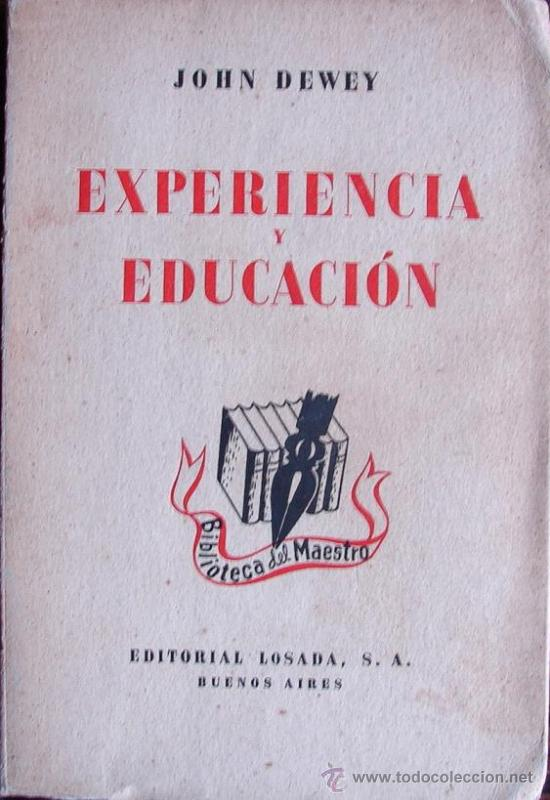 JOHN DEWEY
EXPERIENCIA
Y
EDUCACIÓN
Biblioteca del Maestro
EDITORIAL LOSADA, S. A.
BUENOS AIRES
www.todocoleccion.net